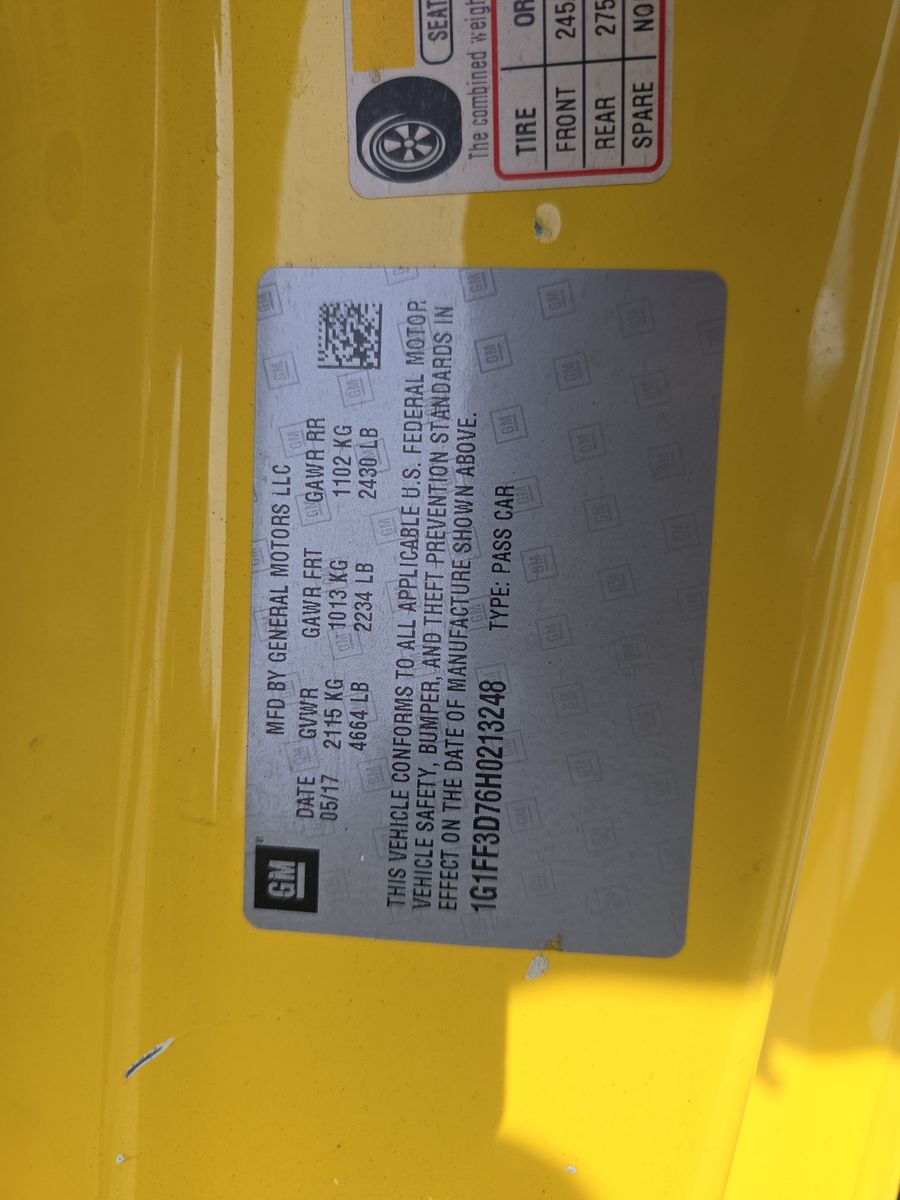 GM
MFD BY GENERAL MOTORS LLC
DATE GVWR GAWR FRT GAWR RR
05/17 2115 KG 1013 KG 1102 KG
4664 LB 2234 LB 2430 LB
THIS VEHICLE CONFORMS TO ALL APPLICABLE U.S. FEDERAL MOTOR
VEHICLE SAFETY, BUMPER, AND THEFT PREVENTION STANDARDS IN
EFFECT ON THE DATE OF MANUFACTURE SHOWN ABOVE.
1G1FF3D76H0213248 TYPE: PASS CAR
SEAT
The combined weigh
TIRE OR
FRONT 245
REAR 275
SPARE NO